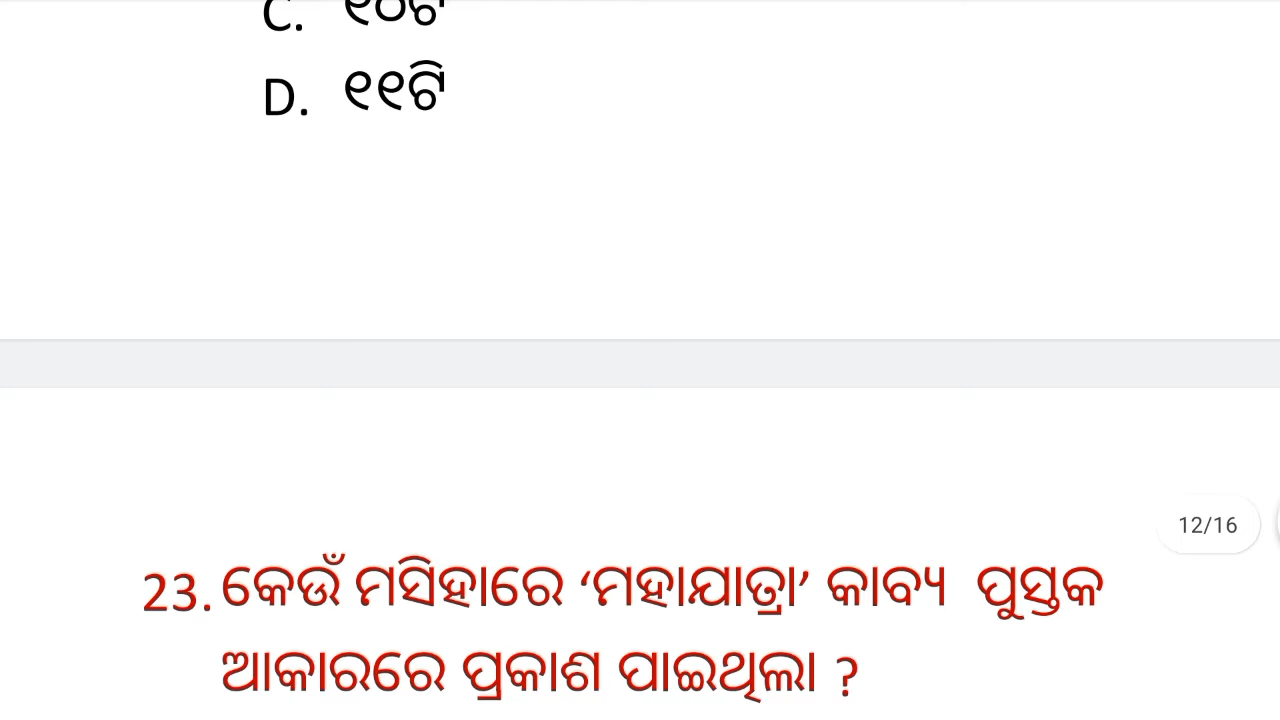 C. ୧୦ଟି
D. ୧୧ଟି
12/16
23. କେଉଁ ମସିହାରେ ‘ମହାଯାତ୍ରା’ କାବ୍ୟ ପୁସ୍ତକ
ଆକାରରେ ପ୍ରକାଶ ପାଇଥିଲା ?